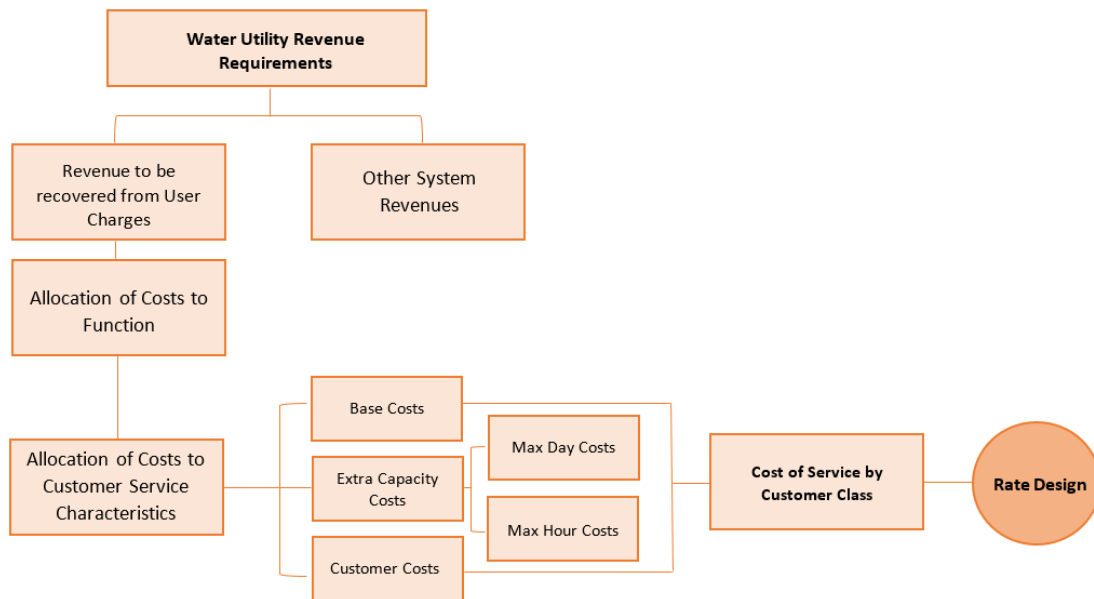 Water Utility Revenue
Requirements
Revenue to be
recovered from User
Charges
Other System
Revenues
Allocation of Costs to
Function
Allocation of Costs to
Customer Service
Characteristics
Base Costs
Extra Capacity
Costs
Customer Costs
Max Day Costs
Max Hour Costs
Cost of Service by
Customer Class
Rate Design